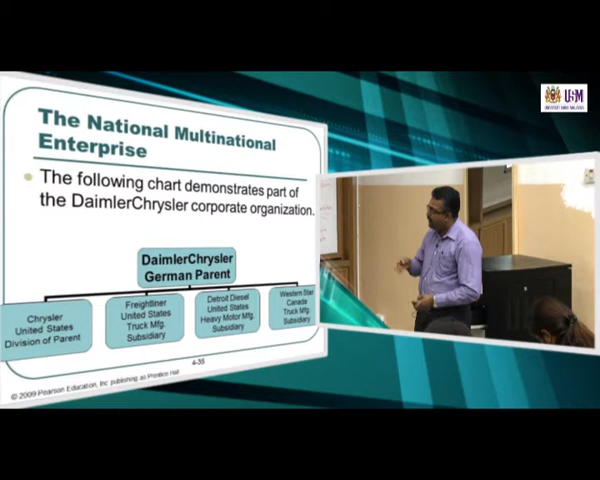 USM
The National Multinational
Enterprise
The following chart demonstrates part of
the DaimlerChrysler corporate organization.
DaimlerChrysler
German Parent
Chrysler
United States
Division of Parent
Freightliner
United States
Truck Mfg.
Subsidiary
Detroit Diesel
United States
Heavy Motor Mfg.
Subsidiary
Western Star
Canada
Truck Mfg.
Subsidiary
4-35
© 2009 Pearson Education, Inc publishing as Prentice Hall